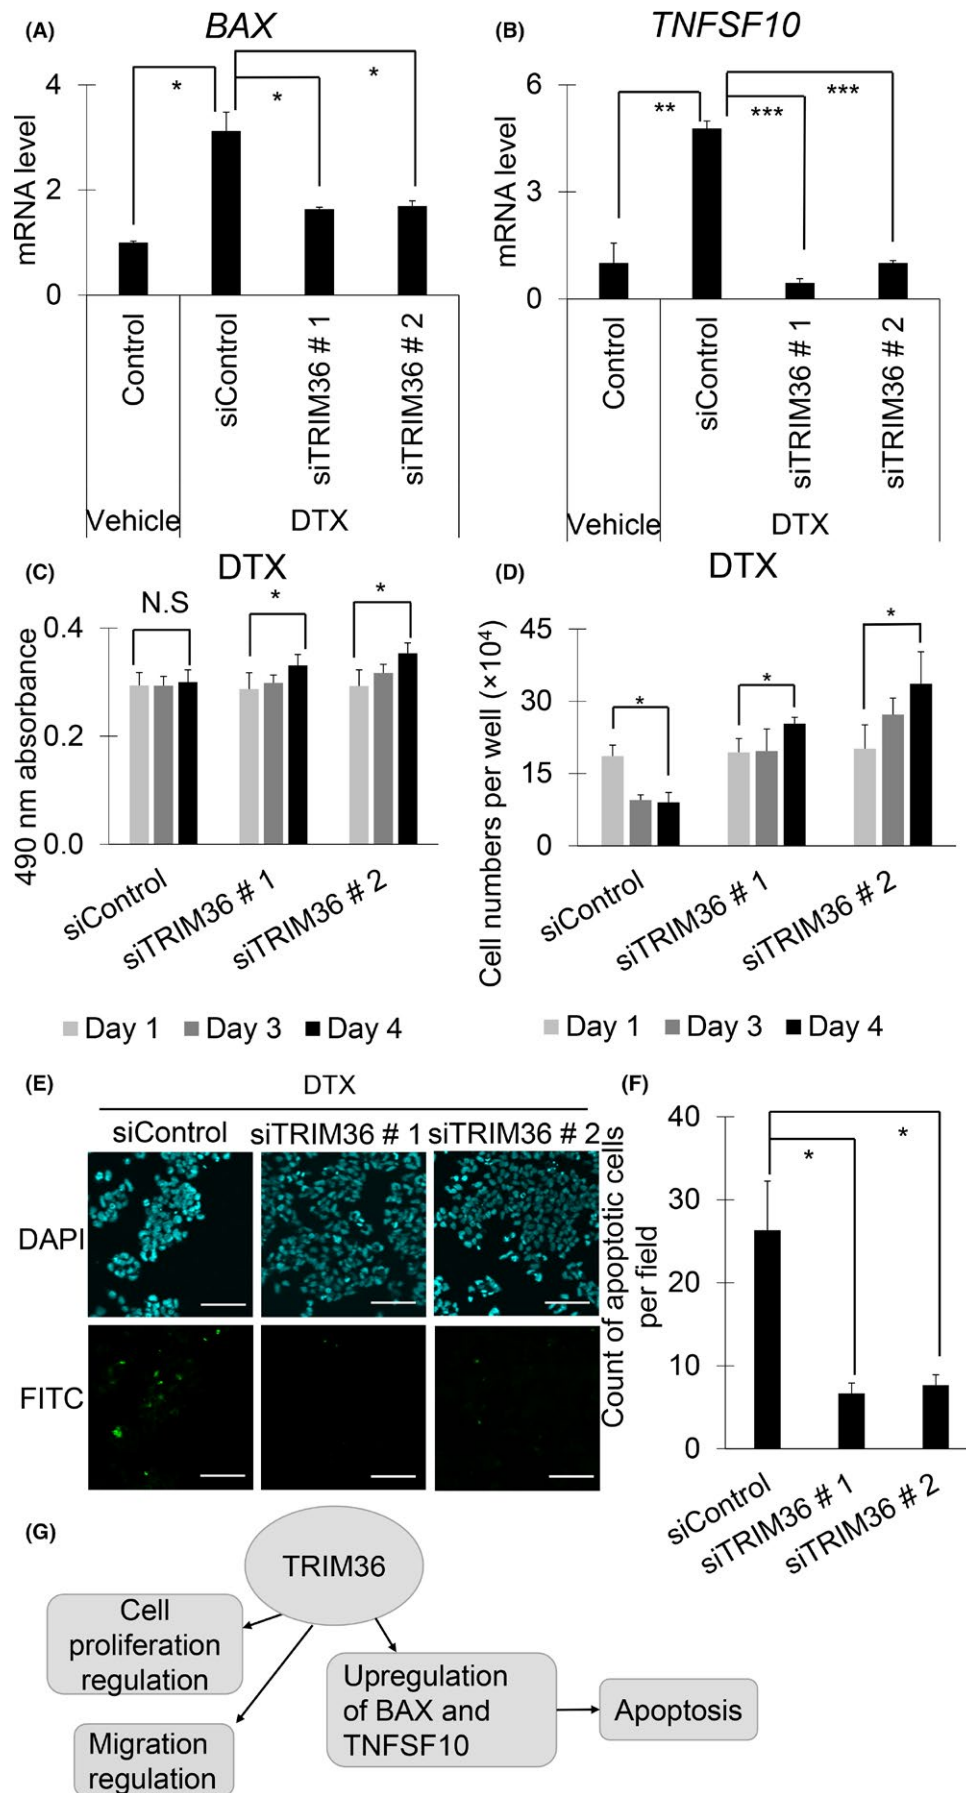 (A)
BAX
mRNA level
4
2
0
*
*
*
Control
siControl
siTRIM36 # 1
siTRIM36 # 2
Vehicle
DTX
(B)
TNFSF10
mRNA level
6
3
0
**
***
***
Control
siControl
siTRIM36 # 1
siTRIM36 # 2
Vehicle
DTX
(C)
DTX
490 nm absorbance
0.4
0.2
0.0
N.S
*
*
siControl
siTRIM36 # 1
siTRIM36 # 2
Day 1 Day 3 Day 4
(D)
DTX
Cell numbers per well (×10⁴)
45
30
15
0
*
*
*
siControl
siTRIM36 # 1
siTRIM36 # 2
Day 1 Day 3 Day 4
(E)
DTX
siControl siTRIM36 # 1 siTRIM36 # 2
DAPI
FITC
(F)
Count of apoptotic cells
per field
40
30
20
10
0
*
*
siControl
siTRIM36 # 1
siTRIM36 # 2
(G)
TRIM36
Cell
proliferation
regulation
Migration
regulation
Upregulation
of BAX and
TNFSF10
Apoptosis